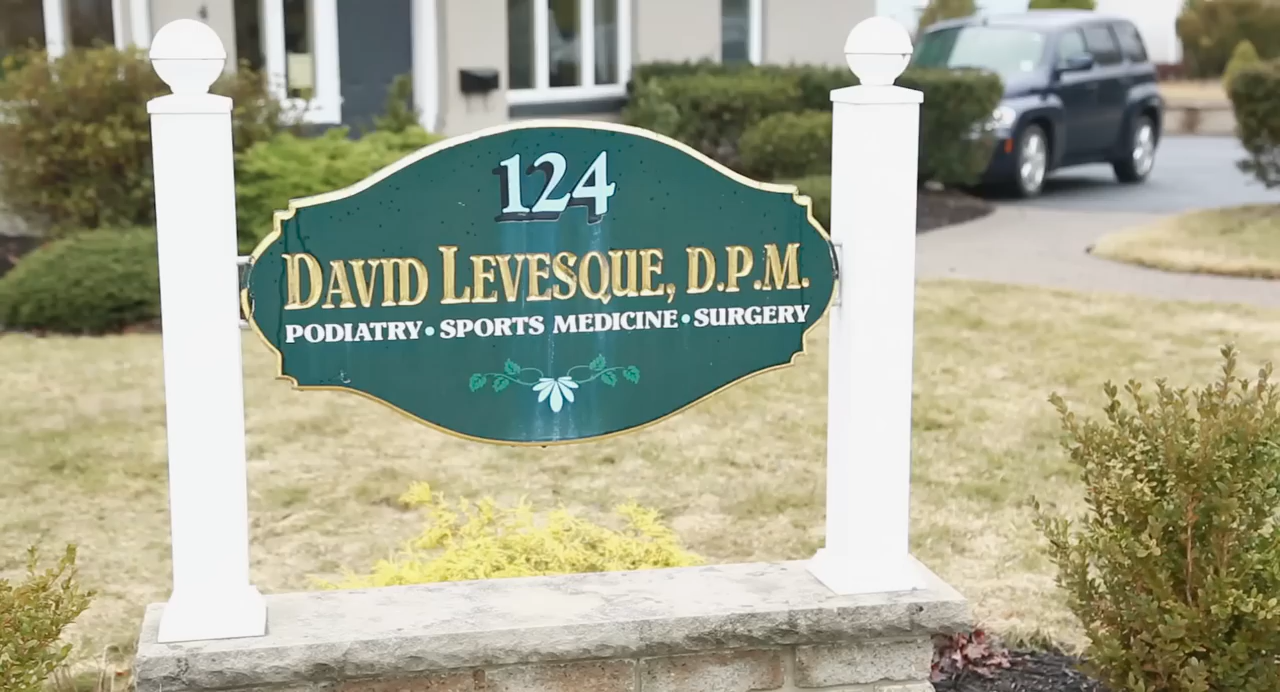 124
DAVID LEVESQUE, D.P.M.
PODIATRY • SPORTS MEDICINE • SURGERY